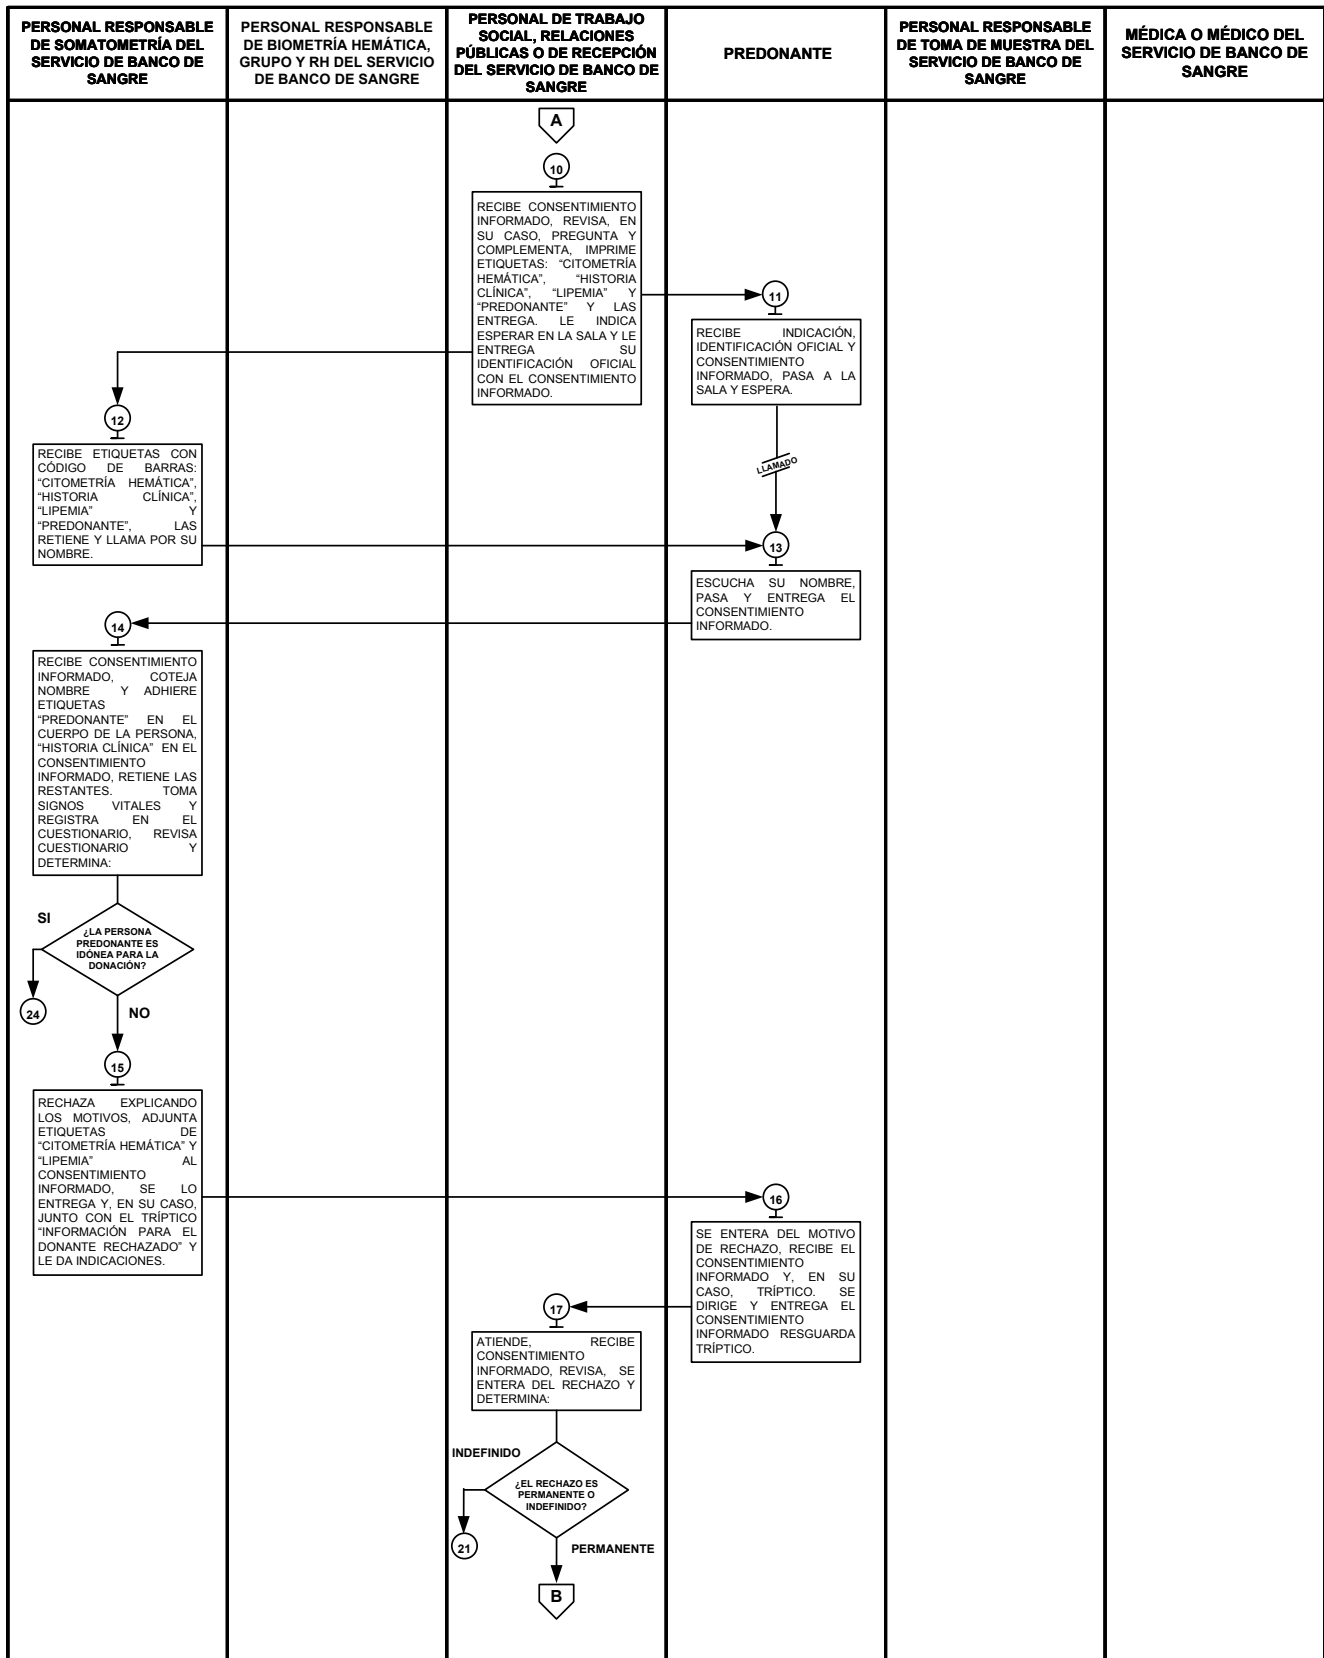 PERSONAL RESPONSABLE
DE SOMATOMETRÍA DEL
SERVICIO DE BANCO DE
SANGRE
PERSONAL RESPONSABLE
DE BIOMETRÍA HEMÁTICA,
GRUPO Y RH DEL SERVICIO
DE BANCO DE SANGRE
PERSONAL DE TRABAJO
SOCIAL, RELACIONES
PÚBLICAS O DE RECEPCIÓN
DEL SERVICIO DE BANCO DE
SANGRE
PREDONANTE
PERSONAL RESPONSABLE
DE TOMA DE MUESTRA DEL
SERVICIO DE BANCO DE
SANGRE
MÉDICA O MÉDICO DEL
SERVICIO DE BANCO DE
SANGRE
A
10
RECIBE CONSENTIMIENTO
INFORMADO, REVISA, EN
SU CASO, PREGUNTA Y
COMPLEMENTA, IMPRIME
ETIQUETAS: “CITOMETRÍA
HEMÁTICA”, “HISTORIA
CLÍNICA”, “LIPEMIA” Y
“PREDONANTE” Y LAS
ENTREGA. LE INDICA
ESPERAR EN LA SALA Y LE
ENTREGA SU
IDENTIFICACIÓN OFICIAL
CON EL CONSENTIMIENTO
INFORMADO.
11
RECIBE INDICACIÓN,
IDENTIFICACIÓN OFICIAL Y
CONSENTIMIENTO
INFORMADO, PASA A LA
SALA Y ESPERA.
12
RECIBE ETIQUETAS CON
CÓDIGO DE BARRAS:
“CITOMETRÍA HEMÁTICA”,
“HISTORIA CLÍNICA”,
“LIPEMIA” Y
“PREDONANTE”, LAS
RETIENE Y LLAMA POR SU
NOMBRE.
LLAMADO
13
ESCUCHA SU NOMBRE,
PASA Y ENTREGA EL
CONSENTIMIENTO
INFORMADO.
14
RECIBE CONSENTIMIENTO
INFORMADO, COTEJA
NOMBRE Y ADHIERE
ETIQUETAS
“PREDONANTE” EN EL
CUERPO DE LA PERSONA,
“HISTORIA CLÍNICA” EN EL
CONSENTIMIENTO
INFORMADO, RETIENE LAS
RESTANTES. TOMA
SIGNOS VITALES Y
REGISTRA EN EL
CUESTIONARIO, REVISA
CUESTIONARIO Y
DETERMINA:
SI
¿LA PERSONA
PREDONANTE ES
IDÓNEA PARA LA
DONACIÓN?
24
NO
15
RECHAZA EXPLICANDO
LOS MOTIVOS, ADJUNTA
ETIQUETAS DE
“CITOMETRÍA HEMÁTICA” Y
“LIPEMIA” AL
CONSENTIMIENTO
INFORMADO, SE LO
ENTREGA Y, EN SU CASO,
JUNTO CON EL TRÍPTICO
“INFORMACIÓN PARA EL
DONANTE RECHAZADO” Y
LE DA INDICACIONES.
16
SE ENTERA DEL MOTIVO
DE RECHAZO, RECIBE EL
CONSENTIMIENTO
INFORMADO Y, EN SU
CASO, TRÍPTICO. SE
DIRIGE Y ENTREGA EL
CONSENTIMIENTO
INFORMADO RESGUARDA
TRÍPTICO.
17
ATIENDE, RECIBE
CONSENTIMIENTO
INFORMADO, REVISA, SE
ENTERA DEL RECHAZO Y
DETERMINA:
INDEFINIDO
¿EL RECHAZO ES
PERMANENTE O
INDEFINIDO?
21
PERMANENTE
B